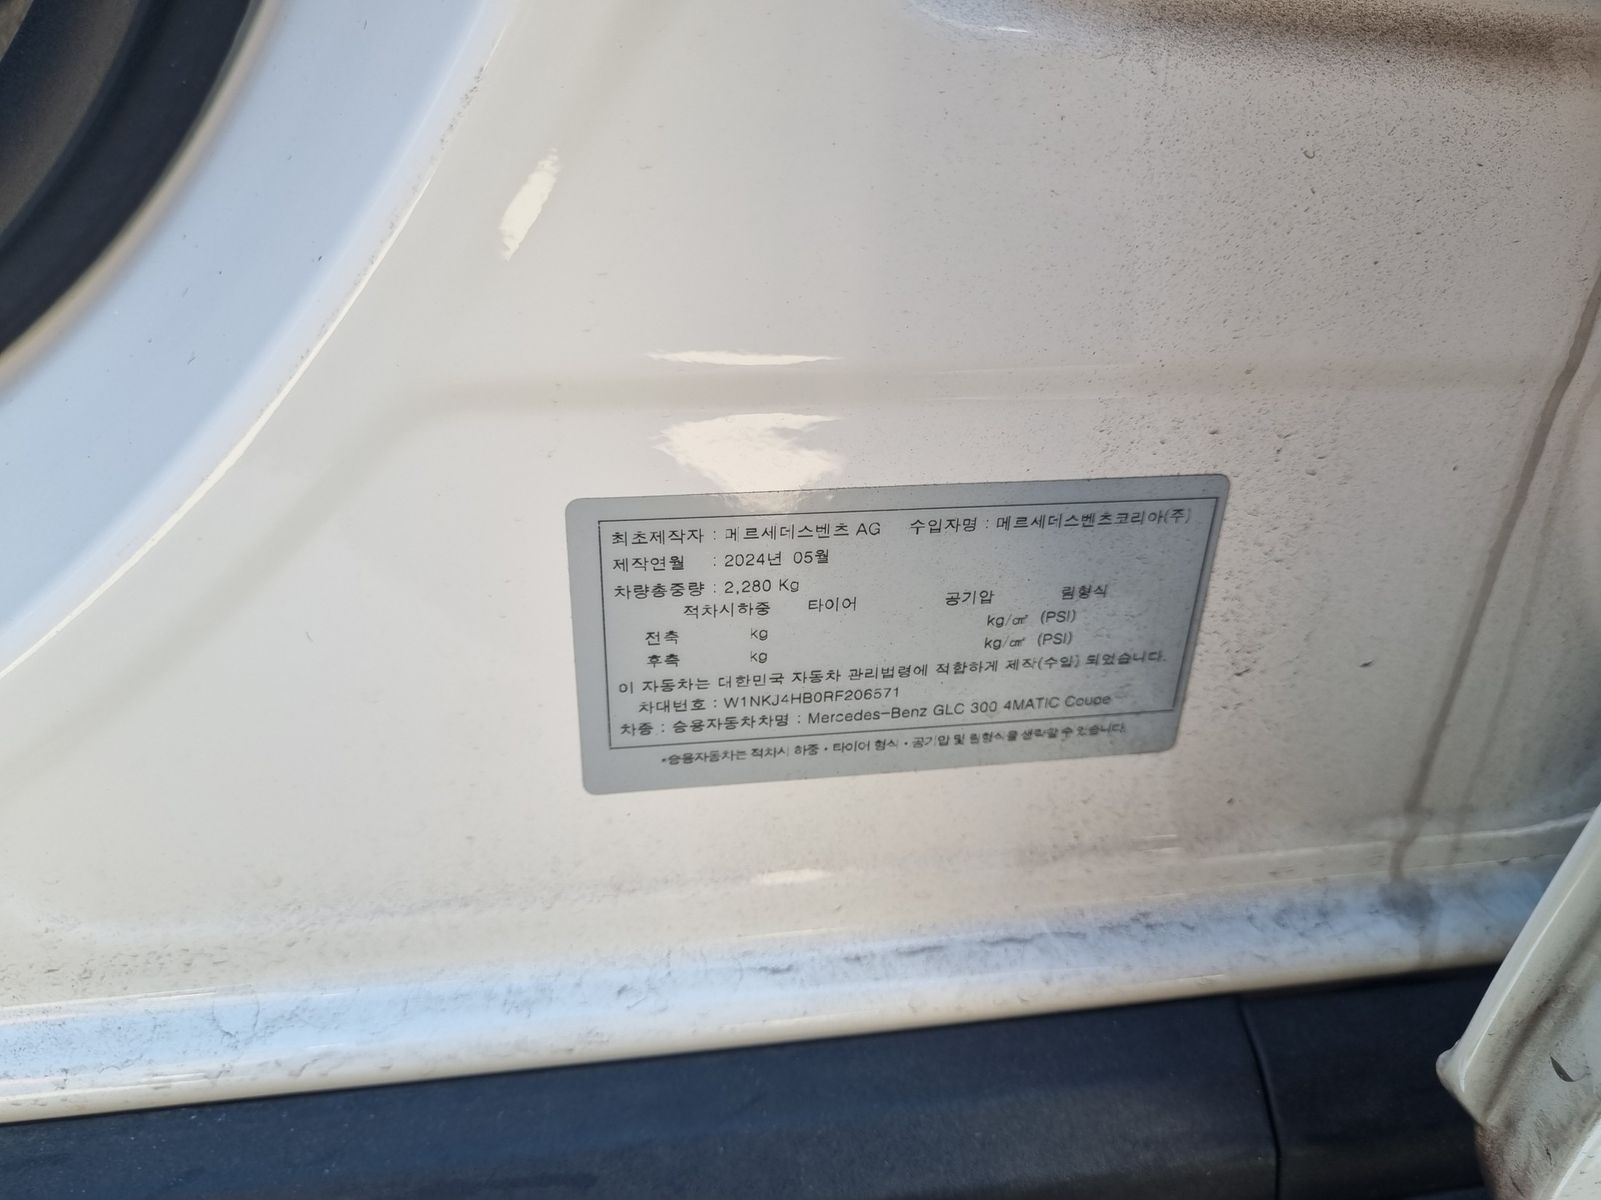 최초제작자 : 메르세데스벤츠 AG 수입자명 : 메르세데스벤츠코리아(주)
제작연월 : 2024년 05월
차량총중량 : 2,280 Kg
적차시하중 타이어 공기압 림형식
전축 kg kg/㎠ (PSI)
후축 kg kg/㎠ (PSI)
이 자동차는 대한민국 자동차 관리법령에 적합하게 제작(수입) 되었습니다.
차대번호 : W1NKJ4HB0RF206571
차종 : 승용자동차차명 : Mercedes-Benz GLC 300 4MATIC Coupe
*승용자동차는 적차시 하중·타이어 형식·공기압 및 림형식을 생략할 수 있습니다.